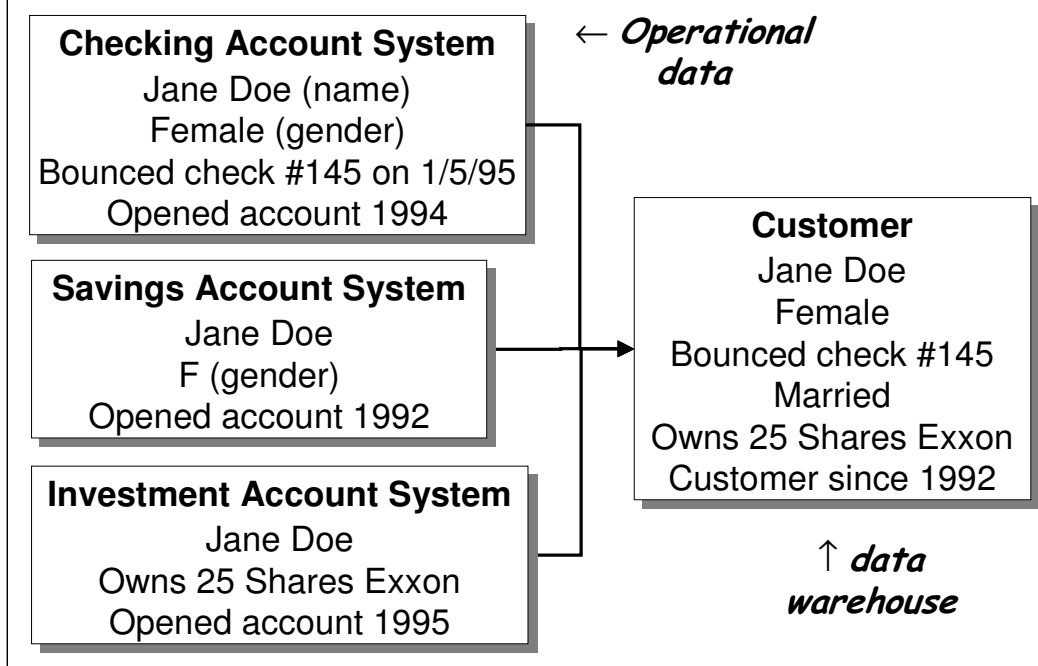 Checking Account System
Jane Doe (name)
Female (gender)
Bounced check #145 on 1/5/95
Opened account 1994
← Operational
data
Savings Account System
Jane Doe
F (gender)
Opened account 1992
Investment Account System
Jane Doe
Owns 25 Shares Exxon
Opened account 1995
Customer
Jane Doe
Female
Bounced check #145
Married
Owns 25 Shares Exxon
Customer since 1992
↑ data
warehouse